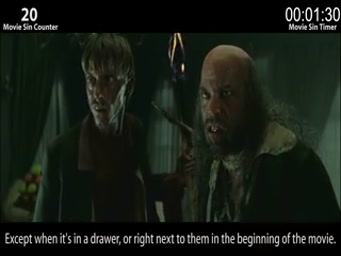 20
Movie Sin Counter
00:01:30
Movie Sin Timer
Except when it's in a drawer, or right next to them in the beginning of the movie.